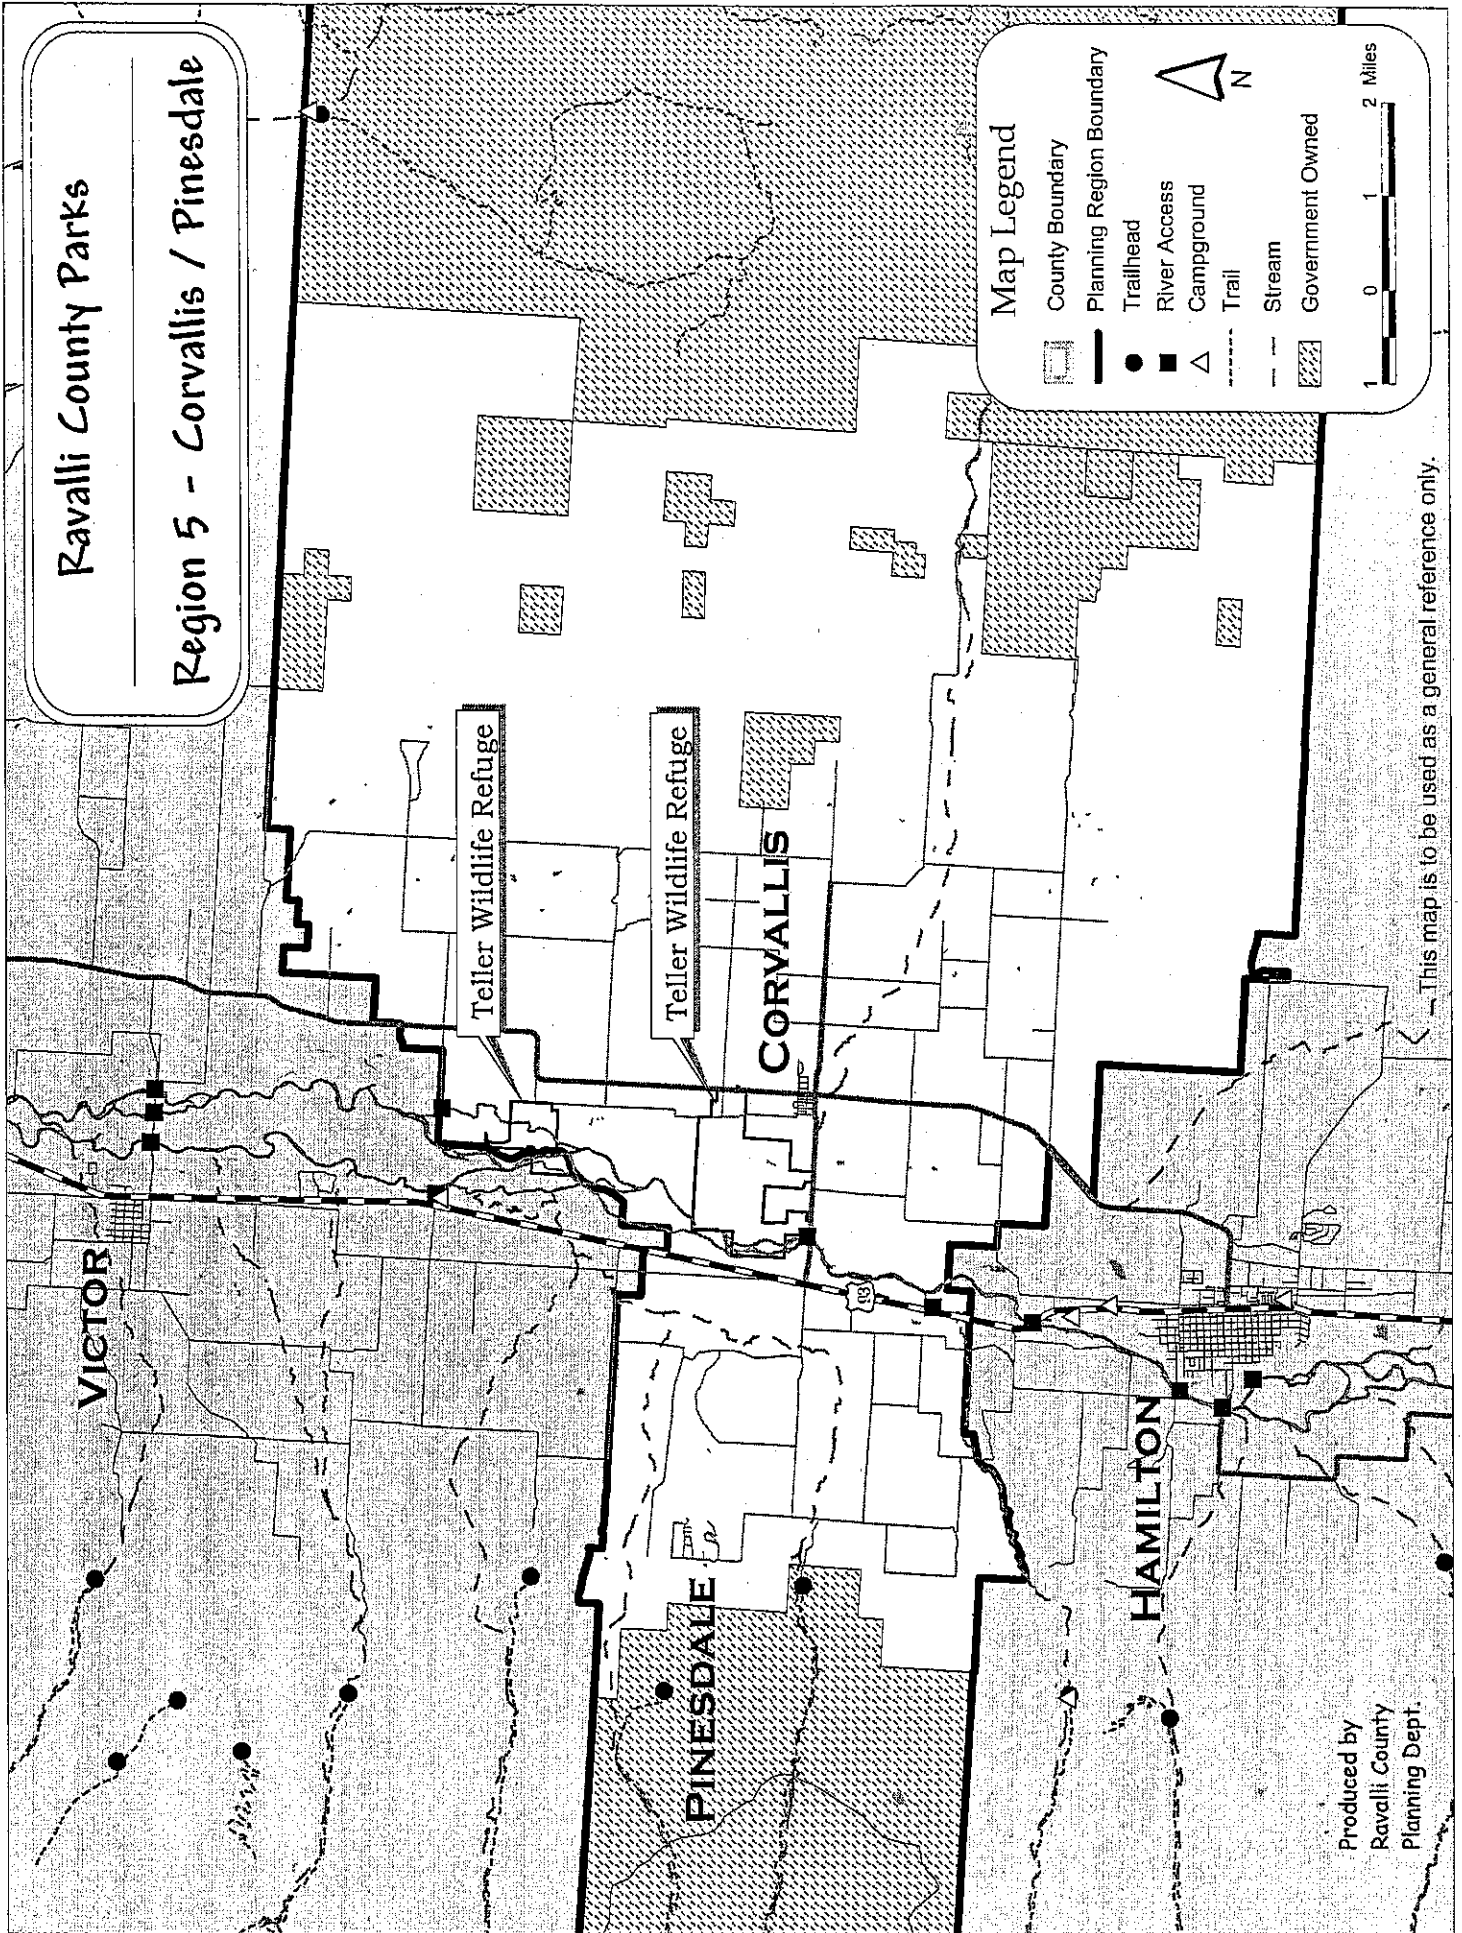 Ravalli County Parks
Region 5 - Corvallis / Pinesdale
Map Legend
County Boundary
Planning Region Boundary
Trailhead
River Access
Campground
Trail
Stream
Government Owned
N
1 0 1 2 Miles
VICTOR
Teller Wildlife Refuge
Teller Wildlife Refuge
CORVALLIS
93
PINESDALE
HAMILTON
This map is to be used as a general reference only.
Produced by
Ravalli County
Planning Dept.